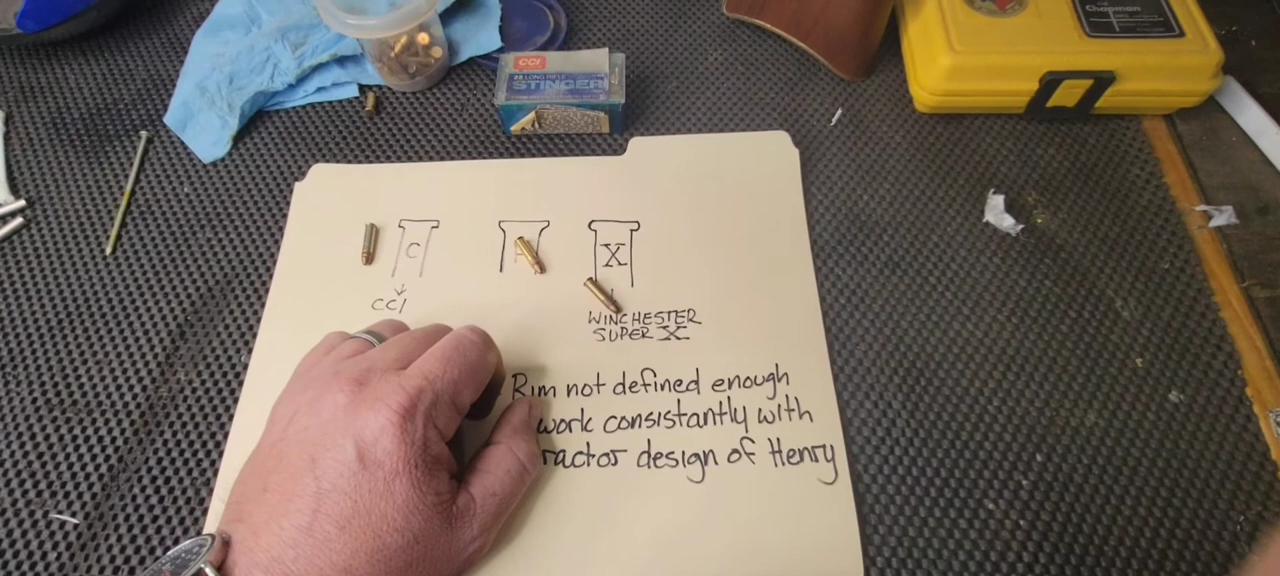 Chapman
CCI
22 LONG RIFLE
STINGER
C
X
CCI
WINCHESTER
SUPER X
Rim not defined enough
work consistantly with
ractor design of Henry